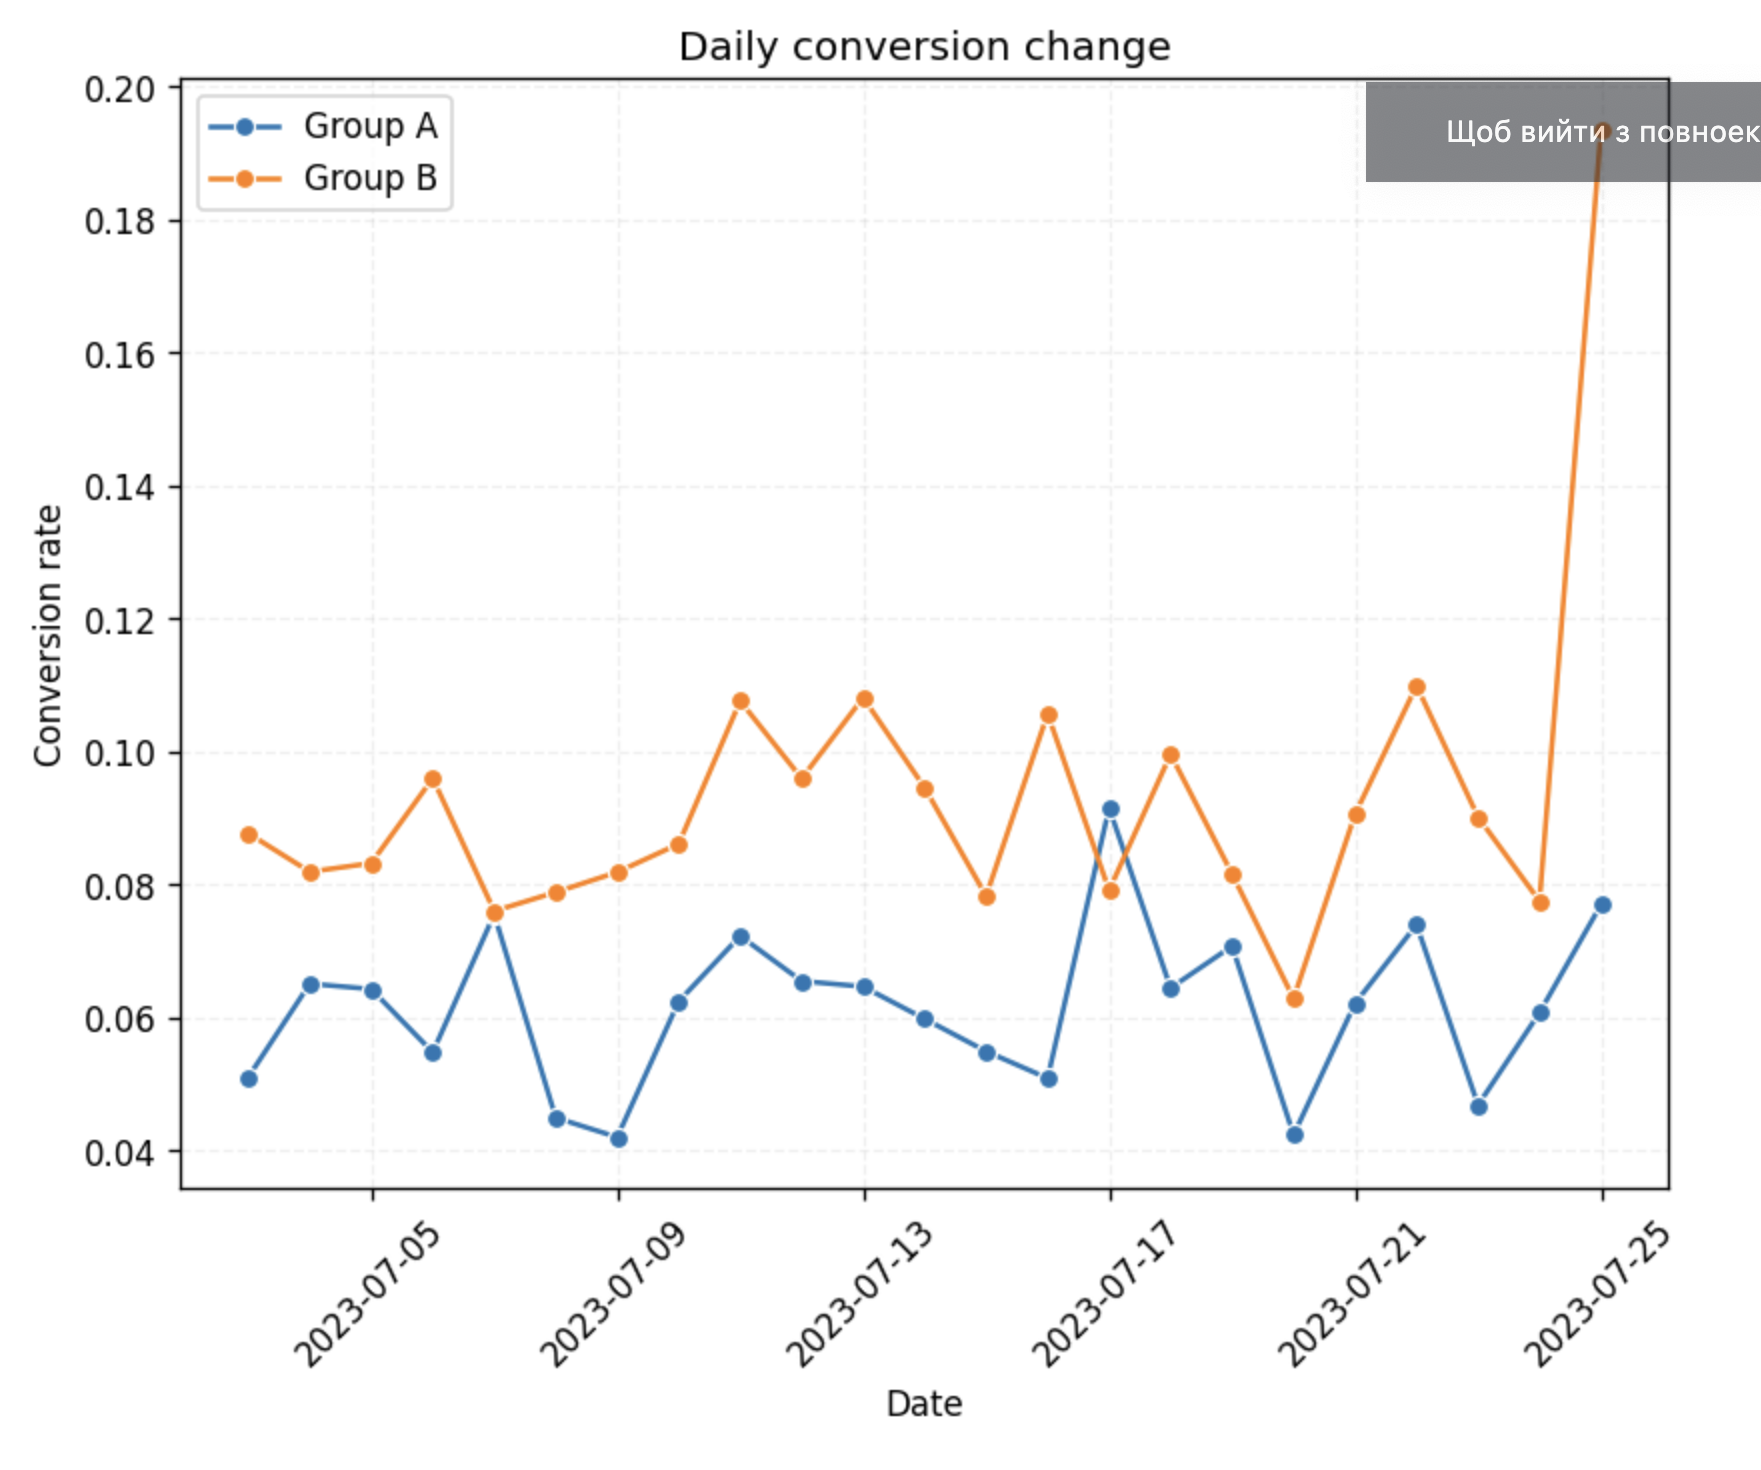 Daily conversion change
0.20
0.18
0.16
0.14
0.12
0.10
0.08
0.06
0.04
Conversion rate
Group A
Group B
Щоб вийти з
2023-07-05
2023-07-09
2023-07-13
2023-07-17
2023-07-21
2023-07-25
Date